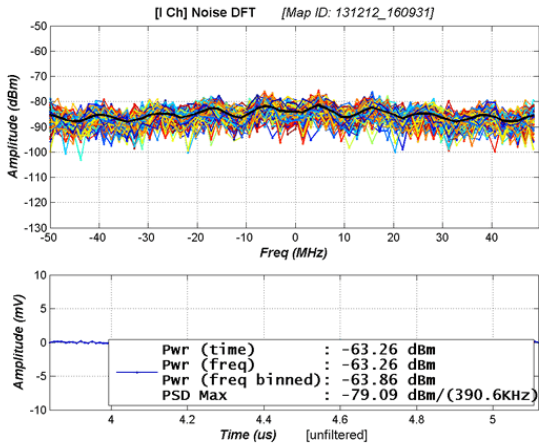 [I Ch] Noise DFT [Map ID: 131212_160931]
-50
-60
-70
-80
-90
-100
-110
-120
-130
Amplitude (dBm)
-50 -40 -30 -20 -10 0 10 20 30 40
Freq (MHz)
10
5
0
-5
-10
Amplitude (mV)
Pwr (time) : -63.26 dBm
Pwr (freq) : -63.26 dBm
Pwr (freq binned): -63.86 dBm
PSD Max : -79.09 dBm/(390.6KHz)
4 4.2 4.4 4.6 4.8 5
Time (us) [unfiltered]